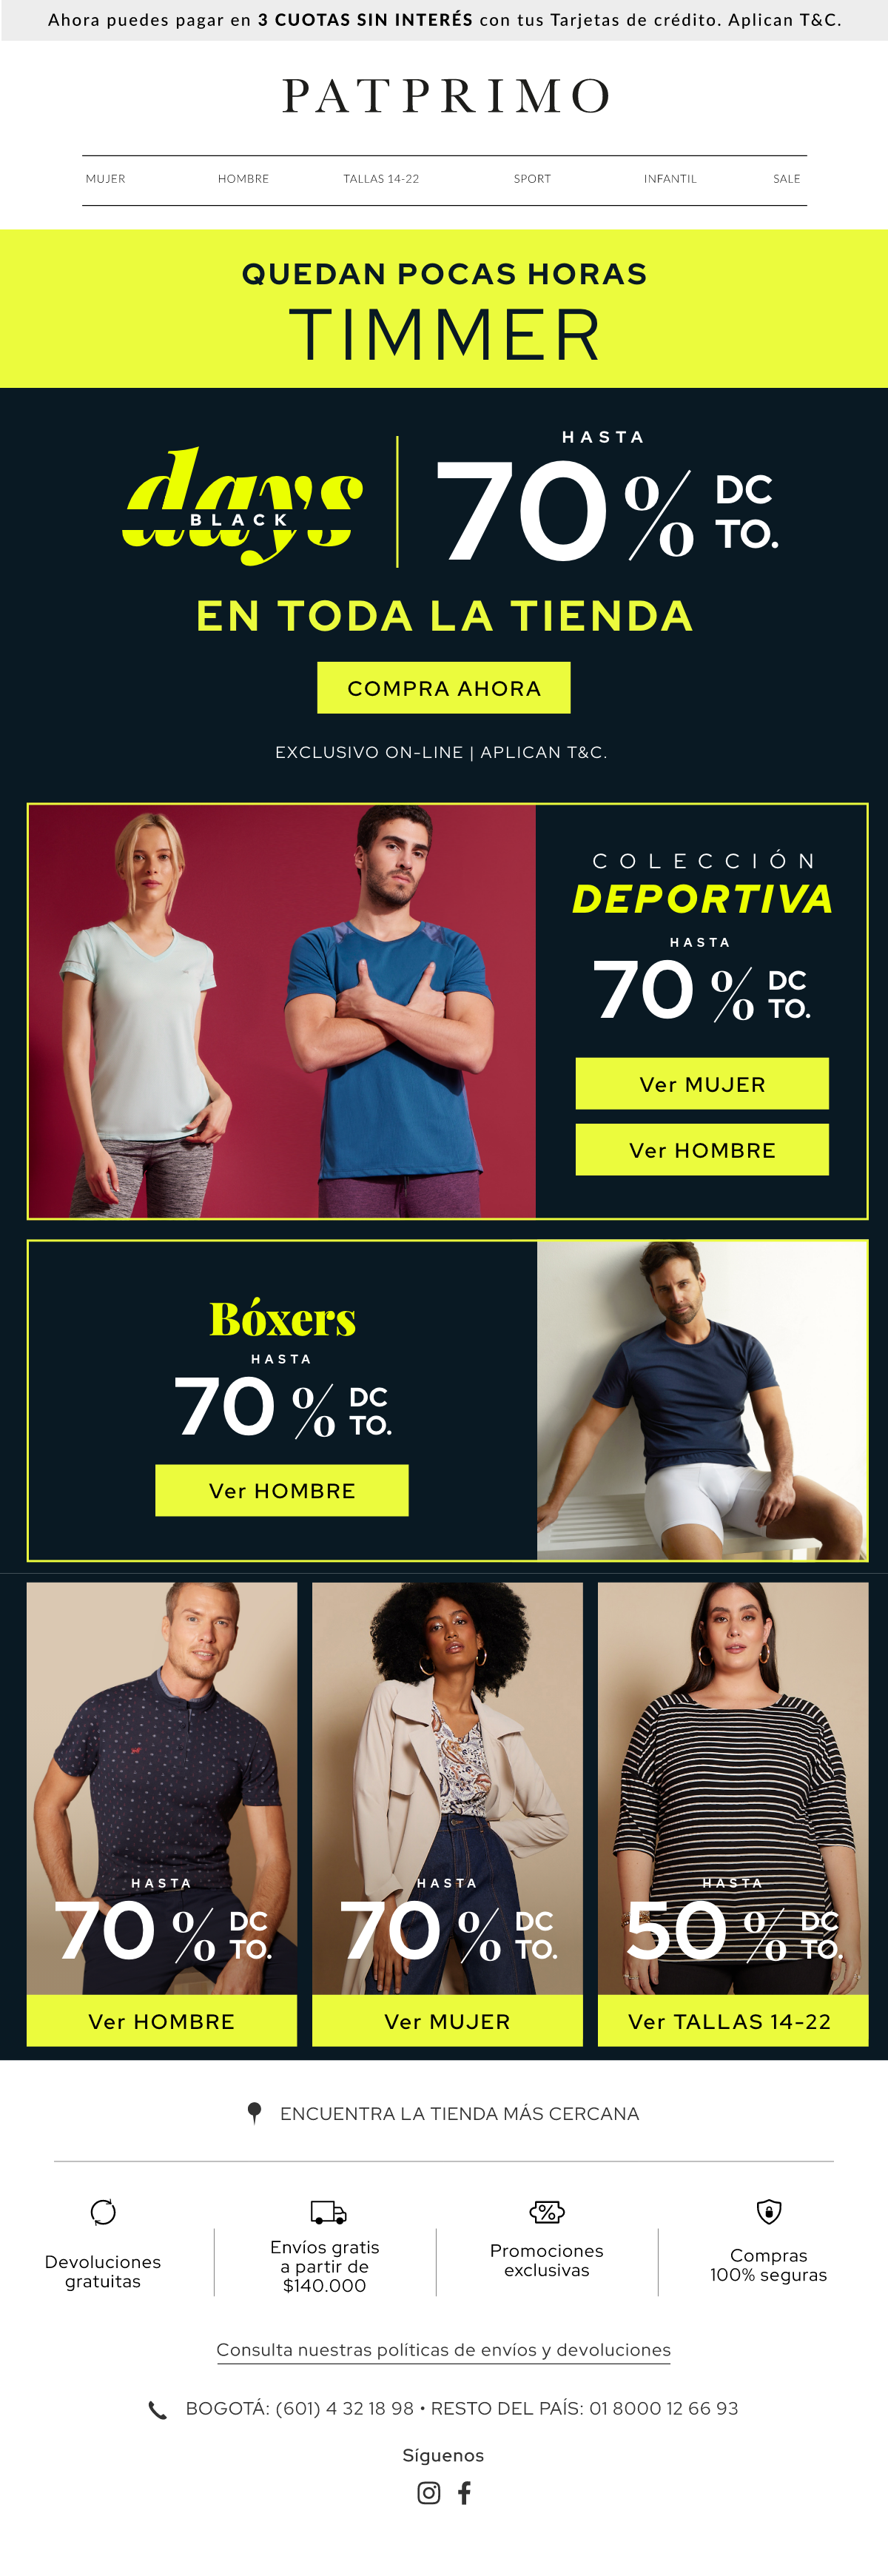 Ahora puedes pagar en 3 CUOTAS SIN INTERÉS con tus Tarjetas de crédito. Aplican T&C.
PATPRIMO
MUJER HOMBRE TALLAS 14-22 SPORT INFANTIL SALE
QUEDAN POCAS HORAS
TIMMER
days
BLACK
HASTA
70% DC
TO.
EN TODA LA TIENDA
COMPRA AHORA
EXCLUSIVO ON-LINE | APLICAN T&C.
COLECCIÓN
DEPORTIVA
HASTA
70% DC
TO.
Ver MUJER
Ver HOMBRE
Bóxers
HASTA
70% DC
TO.
Ver HOMBRE
HASTA
70% DC
TO.
Ver HOMBRE
HASTA
70% DC
TO.
Ver MUJER
HASTA
50% DC
TO.
Ver TALLAS 14-22
ENCUENTRA LA TIENDA MÁS CERCANA
Devoluciones
gratuitas
Envíos gratis
a partir de
$140.000
Promociones
exclusivas
Compras
100% seguras
Consulta nuestras políticas de envíos y devoluciones
BOGOTÁ: (601) 4 32 18 98 • RESTO DEL PAÍS: 01 8000 12 66 93
Síguenos